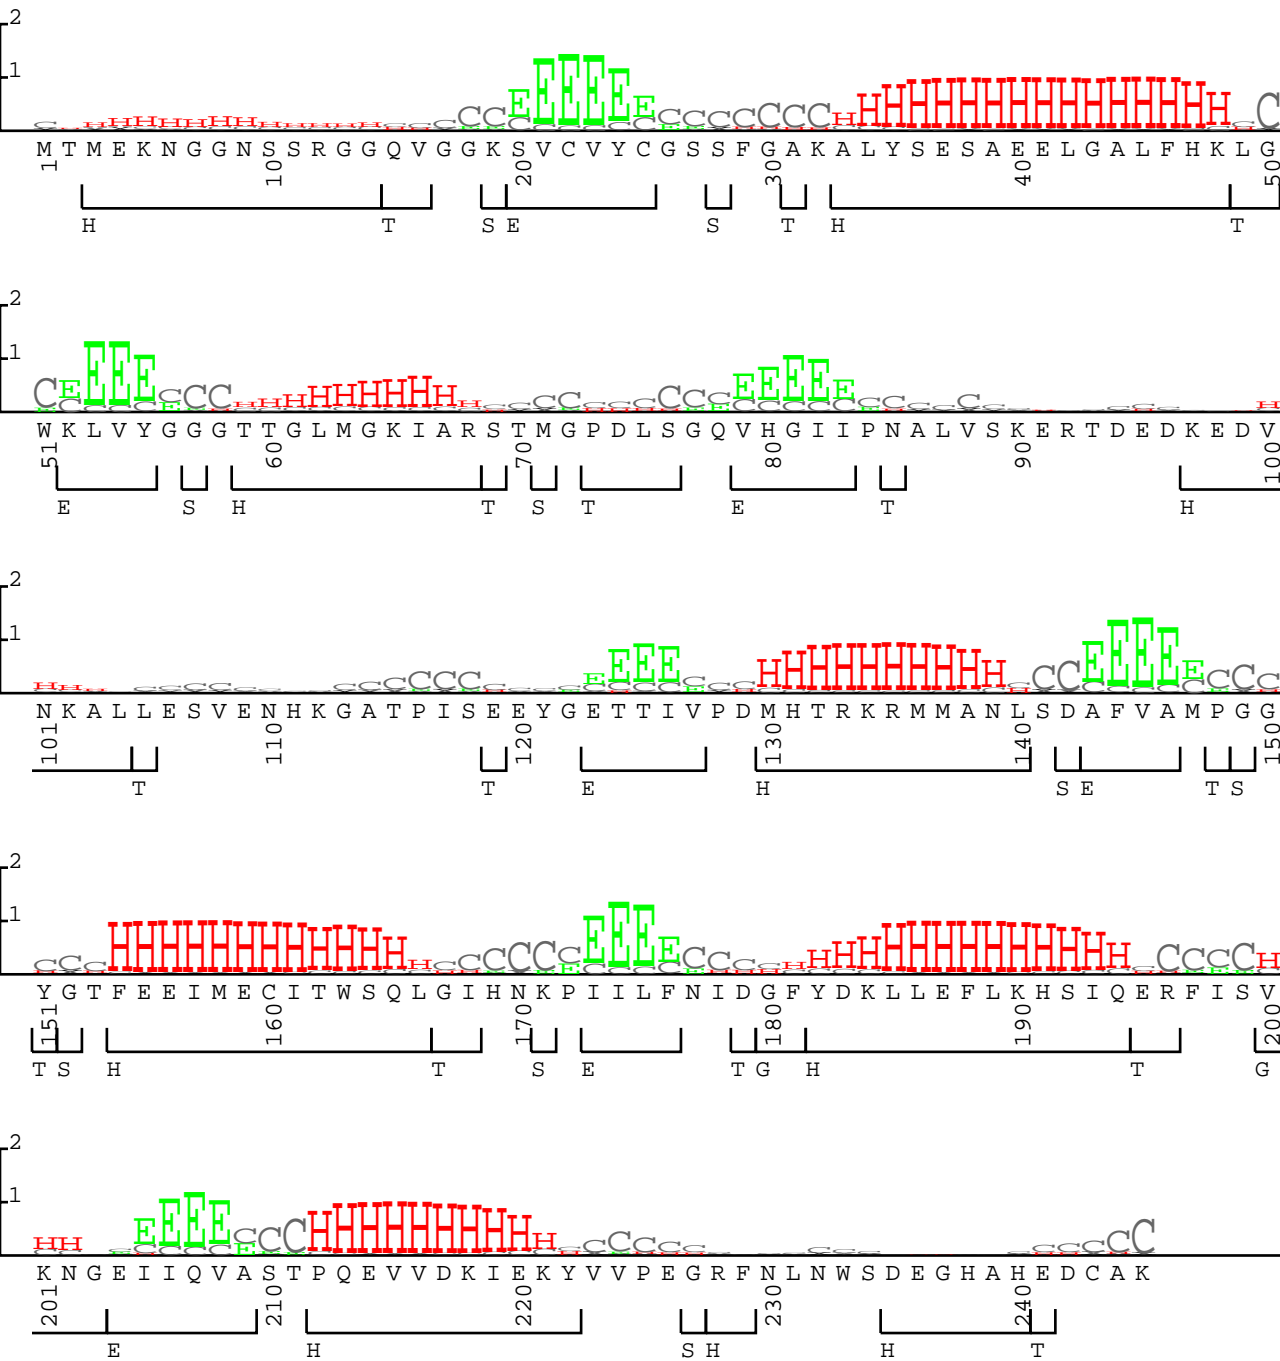 2
1
M T M E K N G G N S S R G G Q V G G K S V C V Y C G S S F G A K A L Y S E S A E E L G A L F H K L G
1 10 20 30 40 50
H T S E S T H T
2
1
W K L V Y G G G T T G L M G K I A R S T M G P D L S G Q V H G I I P N A L V S K E R T D E D K E D V
51 60 70 80 90 100
E S H T S T E T H
2
1
N K A L L E S V E N H K G A T P I S E E Y G E T T I V P D M H T R K R M M A N L S D A F V A M P G G
101 110 120 130 140 150
T T E H S E T S
2
1
Y G T F E E I M E C I T W S Q L G I H N K P I I L F N I D G F Y D K L L E F L K H S I Q E R F I S V
151 160 170 180 190 200
T S H T S E T G H T G
2
1
K N G E I I Q V A S T P Q E V V D K I E K Y V V P E G R F N L N W S D E G H A H E D C A K
201 210 220 230 240
E H S H H T